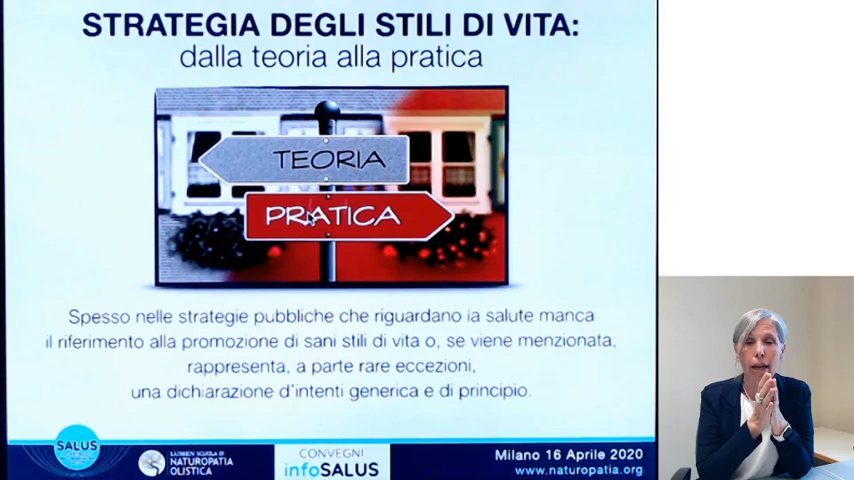 STRATEGIA DEGLI STILI DI VITA:
dalla teoria alla pratica
TEORIA
PRATICA
Spesso nelle strategie pubbliche che riguardano la salute manca
il riferimento alla promozione di sani stili di vita o, se viene menzionata,
rappresenta, a parte rare eccezioni,
una dichiarazione d'intenti generica e di principio.
SALUS
SCUOLA DI
NATUROPATIA
OLISTICA
CONVEGNI
infoSALUS
Milano 16 Aprile 2020
www.naturopatia.org